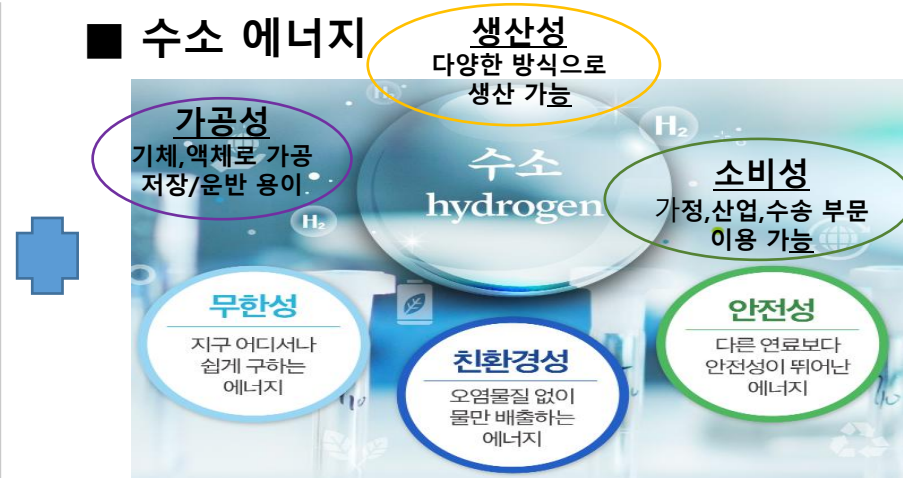 ■ 수소 에너지
생산성
다양한 방식으로
생산 가능
가공성
기체,액체로 가공
저장/운반 용이
H₂
H₂
H₂
수소
hydrogen
소비성
가정,산업,수송 부문
이용 가능
무한성
지구 어디서나
쉽게 구하는
에너지
친환경성
오염물질 없이
물만 배출하는
에너지
안전성
다른 연료보다
안전성이 뛰어난
에너지